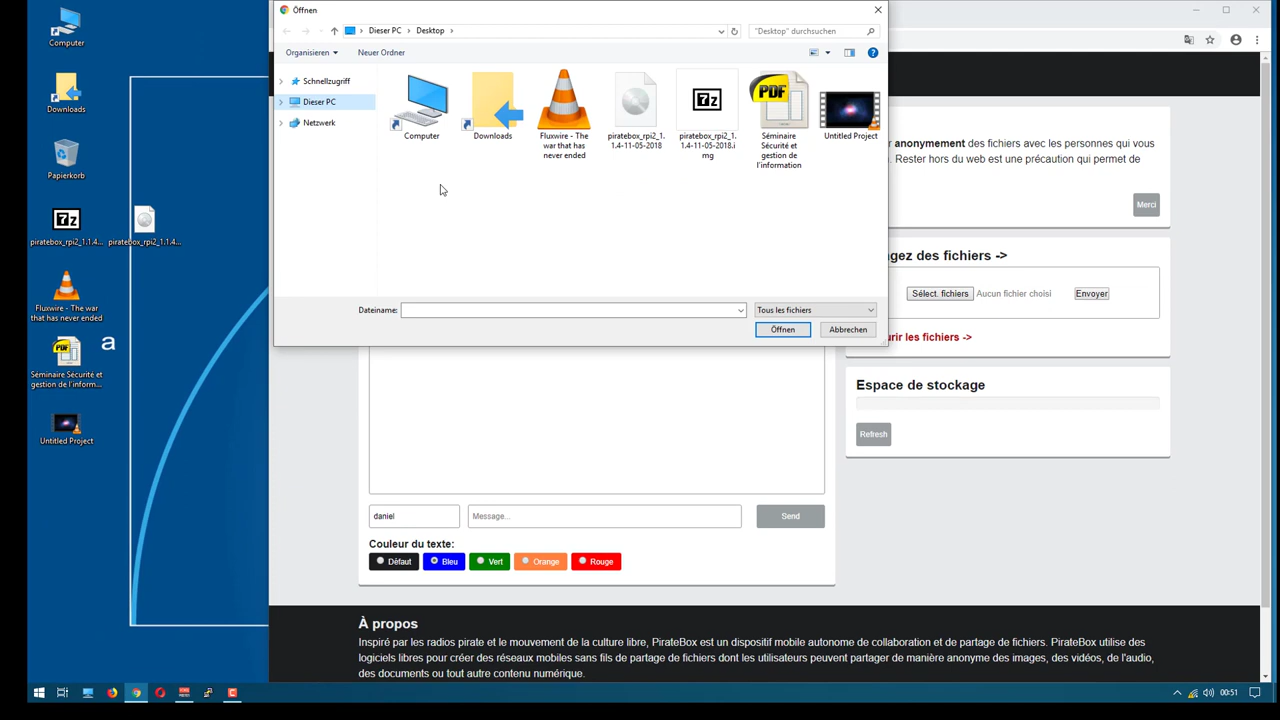 Computer
Downloads
Papierkorb
7z
piratebox_rpi2_1.1.4... piratebox_rpi2_1.1.4...
Fluxwire - The
war that has
never ended
PDF
Séminaire Sécurité et
gestion de l'inform...
a
Untitled Project
Öffnen
Dieser PC > Desktop >
"Desktop" durchsuchen
Organisieren
Neuer Ordner
Schnellzugriff
Dieser PC
Netzwerk
Computer
Downloads
Fluxwire - The
war that has
never ended
piratebox_rpi2_1.
1.4-11-05-2018
7z
piratebox_rpi2_1.
1.4-11-05-2018.i
mg
PDF
Séminaire
Sécurité et
gestion de
l'information
Untitled Project
Dateiname:
Tous les fichiers
Öffnen
Abbrechen
anonymement des fichiers avec les personnes qui vous
. Rester hors du web est une précaution qui permet de
Merci
gez des fichiers ->
Sélect. fichiers Aucun fichier choisi
Envoyer
rir les fichiers ->
Espace de stockage
Refresh
daniel
Message...
Send
Couleur du texte:
Défaut
Bleu
Vert
Orange
Rouge
À propos
Inspiré par les radios pirate et le mouvement de la culture libre, PirateBox est un dispositif mobile autonome de collaboration et de partage de fichiers. PirateBox utilise des
logiciels libres pour créer des réseaux mobiles sans fils de partage de fichiers dont les utilisateurs peuvent partager de manière anonyme des images, des vidéos, de l'audio,
des documents ou tout autre contenu numérique.
00:51